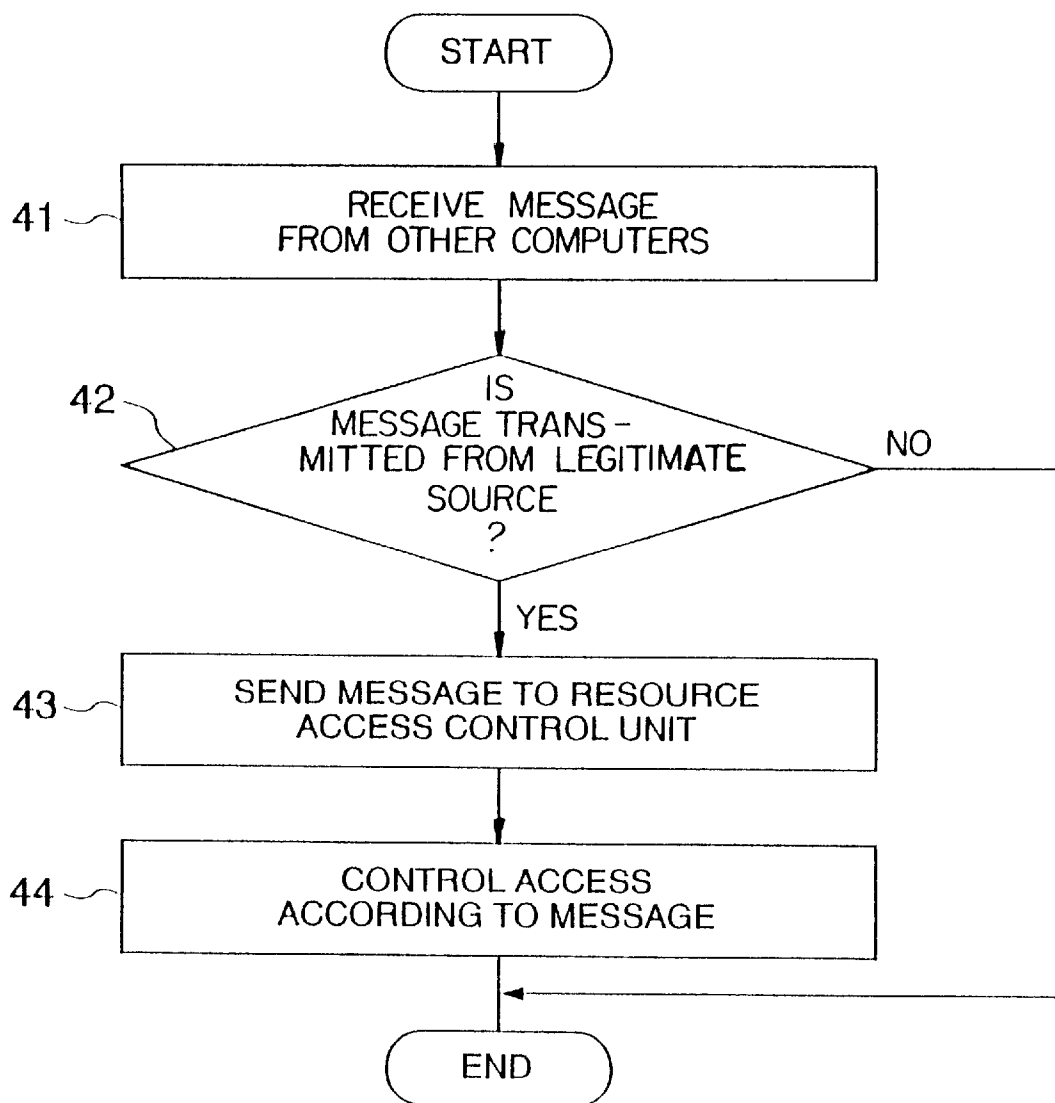 START
41
RECEIVE MESSAGE
FROM OTHER COMPUTERS
42
IS
MESSAGE TRANS-
MITTED FROM LEGITIMATE
SOURCE
?
NO
YES
43
SEND MESSAGE TO RESOURCE
ACCESS CONTROL UNIT
44
CONTROL ACCESS
ACCORDING TO MESSAGE
END